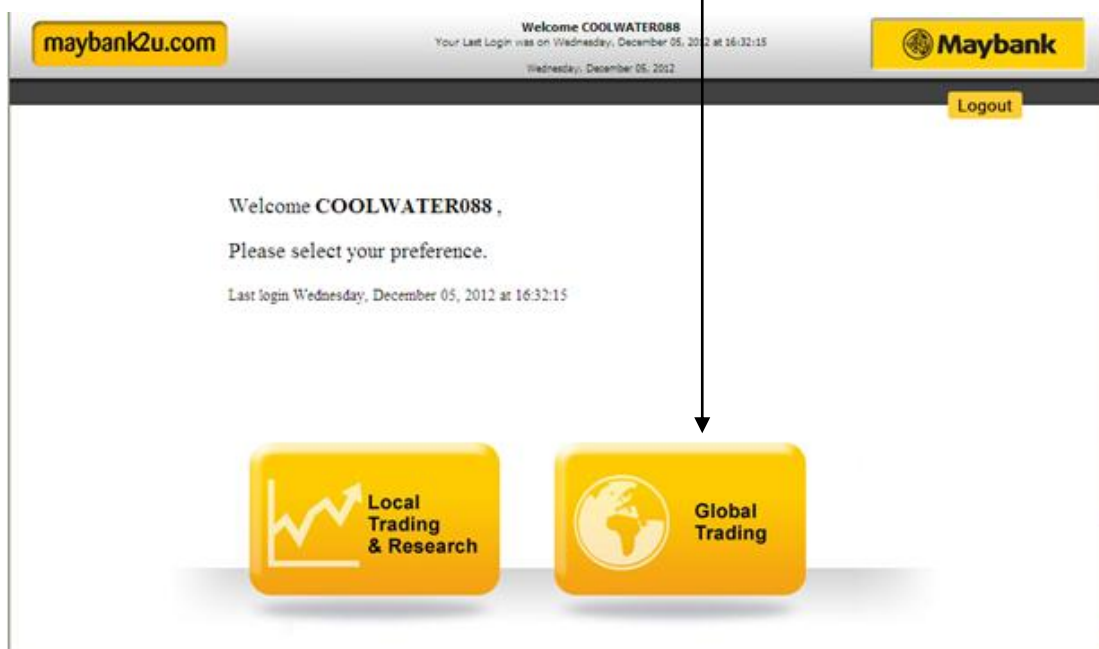 maybank2u.com
Welcome COOLWATER088
Your Last Login was on Wednesday, December 05, 2012 at 16:32:15
Wednesday, December 05, 2012
Maybank
Logout
Welcome COOLWATER088 ,
Please select your preference.
Last login Wednesday, December 05, 2012 at 16:32:15
Local
Trading
& Research
Global
Trading